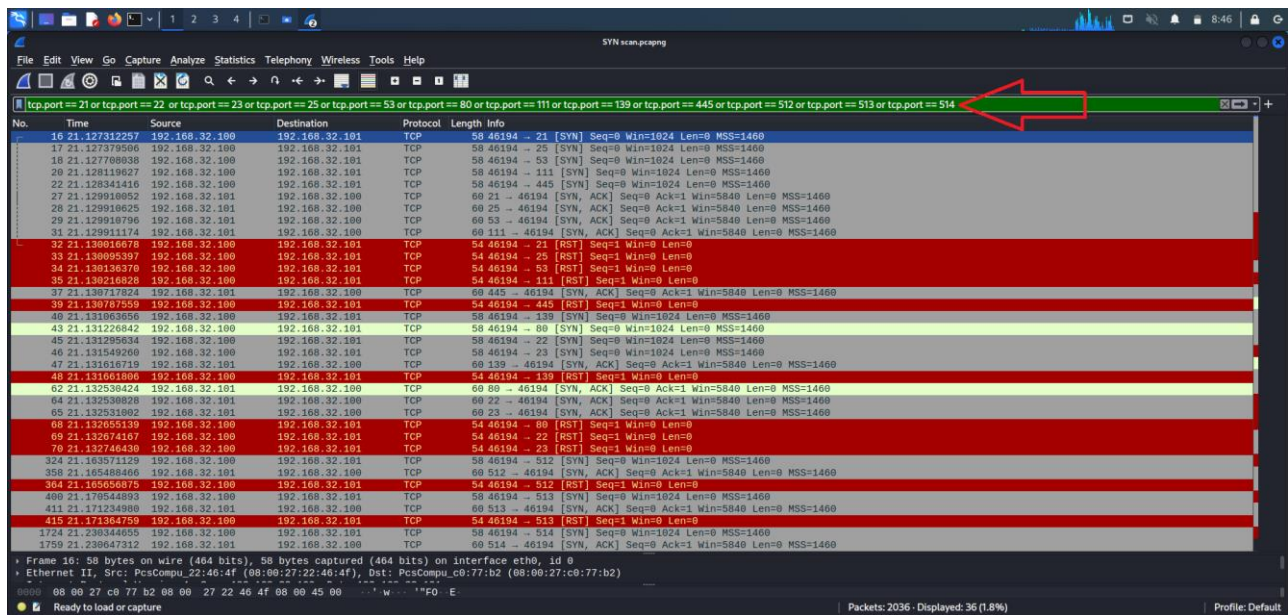 1 2 3 4
8:46
SYN scan.pcapng
File Edit View Go Capture Analyze Statistics Telephony Wireless Tools Help
tcp.port == 21 or tcp.port == 22 or tcp.port == 23 or tcp.port == 25 or tcp.port == 53 or tcp.port == 80 or tcp.port == 111 or tcp.port == 139 or tcp.port == 445 or tcp.port == 512 or tcp.port == 513 or tcp.port == 514
No. Time Source Destination Protocol Length Info
16 21.127312257 192.168.32.100 192.168.32.101 TCP 58 46194 → 21 [SYN] Seq=0 Win=1024 Len=0 MSS=1460
17 21.127379506 192.168.32.100 192.168.32.101 TCP 58 46194 → 25 [SYN] Seq=0 Win=1024 Len=0 MSS=1460
18 21.127708038 192.168.32.100 192.168.32.101 TCP 58 46194 → 53 [SYN] Seq=0 Win=1024 Len=0 MSS=1460
20 21.128119627 192.168.32.100 192.168.32.101 TCP 58 46194 → 111 [SYN] Seq=0 Win=1024 Len=0 MSS=1460
22 21.128341416 192.168.32.100 192.168.32.101 TCP 58 46194 → 445 [SYN] Seq=0 Win=1024 Len=0 MSS=1460
27 21.129910052 192.168.32.101 192.168.32.100 TCP 60 21 → 46194 [SYN, ACK] Seq=0 Ack=1 Win=5840 Len=0 MSS=1460
28 21.129910625 192.168.32.101 192.168.32.100 TCP 60 25 → 46194 [SYN, ACK] Seq=0 Ack=1 Win=5840 Len=0 MSS=1460
29 21.129910796 192.168.32.101 192.168.32.100 TCP 60 53 → 46194 [SYN, ACK] Seq=0 Ack=1 Win=5840 Len=0 MSS=1460
31 21.129911174 192.168.32.101 192.168.32.100 TCP 60 111 → 46194 [SYN, ACK] Seq=0 Ack=1 Win=5840 Len=0 MSS=1460
32 21.130016678 192.168.32.100 192.168.32.101 TCP 54 46194 → 21 [RST] Seq=1 Win=0 Len=0
33 21.130095397 192.168.32.100 192.168.32.101 TCP 54 46194 → 25 [RST] Seq=1 Win=0 Len=0
34 21.130136370 192.168.32.100 192.168.32.101 TCP 54 46194 → 53 [RST] Seq=1 Win=0 Len=0
35 21.130216828 192.168.32.100 192.168.32.101 TCP 54 46194 → 111 [RST] Seq=1 Win=0 Len=0
37 21.130717824 192.168.32.101 192.168.32.100 TCP 60 445 → 46194 [SYN, ACK] Seq=0 Ack=1 Win=5840 Len=0 MSS=1460
39 21.130787559 192.168.32.100 192.168.32.101 TCP 54 46194 → 445 [RST] Seq=1 Win=0 Len=0
40 21.131063656 192.168.32.100 192.168.32.101 TCP 58 46194 → 139 [SYN] Seq=0 Win=1024 Len=0 MSS=1460
43 21.131226842 192.168.32.100 192.168.32.101 TCP 58 46194 → 80 [SYN] Seq=0 Win=1024 Len=0 MSS=1460
45 21.131295634 192.168.32.100 192.168.32.101 TCP 58 46194 → 22 [SYN] Seq=0 Win=1024 Len=0 MSS=1460
46 21.131549260 192.168.32.100 192.168.32.101 TCP 58 46194 → 23 [SYN] Seq=0 Win=1024 Len=0 MSS=1460
47 21.131616719 192.168.32.101 192.168.32.100 TCP 60 139 → 46194 [SYN, ACK] Seq=0 Ack=1 Win=5840 Len=0 MSS=1460
48 21.131661806 192.168.32.100 192.168.32.101 TCP 54 46194 → 139 [RST] Seq=1 Win=0 Len=0
62 21.132530424 192.168.32.101 192.168.32.100 TCP 60 80 → 46194 [SYN, ACK] Seq=0 Ack=1 Win=5840 Len=0 MSS=1460
64 21.132530828 192.168.32.101 192.168.32.100 TCP 60 22 → 46194 [SYN, ACK] Seq=0 Ack=1 Win=5840 Len=0 MSS=1460
65 21.132531002 192.168.32.101 192.168.32.100 TCP 60 23 → 46194 [SYN, ACK] Seq=0 Ack=1 Win=5840 Len=0 MSS=1460
68 21.132655139 192.168.32.100 192.168.32.101 TCP 54 46194 → 80 [RST] Seq=1 Win=0 Len=0
69 21.132674167 192.168.32.100 192.168.32.101 TCP 54 46194 → 22 [RST] Seq=1 Win=0 Len=0
70 21.132746430 192.168.32.100 192.168.32.101 TCP 54 46194 → 23 [RST] Seq=1 Win=0 Len=0
324 21.163571129 192.168.32.100 192.168.32.101 TCP 58 46194 → 512 [SYN] Seq=0 Win=1024 Len=0 MSS=1460
358 21.165488466 192.168.32.101 192.168.32.100 TCP 60 512 → 46194 [SYN, ACK] Seq=0 Ack=1 Win=5840 Len=0 MSS=1460
364 21.165656875 192.168.32.100 192.168.32.101 TCP 54 46194 → 512 [RST] Seq=1 Win=0 Len=0
400 21.170544893 192.168.32.100 192.168.32.101 TCP 58 46194 → 513 [SYN] Seq=0 Win=1024 Len=0 MSS=1460
411 21.171234980 192.168.32.101 192.168.32.100 TCP 60 513 → 46194 [SYN, ACK] Seq=0 Ack=1 Win=5840 Len=0 MSS=1460
415 21.171364759 192.168.32.100 192.168.32.101 TCP 54 46194 → 513 [RST] Seq=1 Win=0 Len=0
1724 21.230344655 192.168.32.100 192.168.32.101 TCP 58 46194 → 514 [SYN] Seq=0 Win=1024 Len=0 MSS=1460
1759 21.230647312 192.168.32.101 192.168.32.100 TCP 60 514 → 46194 [SYN, ACK] Seq=0 Ack=1 Win=5840 Len=0 MSS=1460
Frame 16: 58 bytes on wire (464 bits), 58 bytes captured (464 bits) on interface eth0, id 0
Ethernet II, Src: PcsCompu_22:46:4f (08:00:27:22:46:4f), Dst: PcsCompu_c0:77:b2 (08:00:27:c0:77:b2)
0000 08 00 27 c0 77 b2 08 00 27 22 46 4f 08 00 45 00 ··'·w··· '"FO··E·
Ready to load or capture
Packets: 2036 · Displayed: 36 (1.8%)
Profile: Default